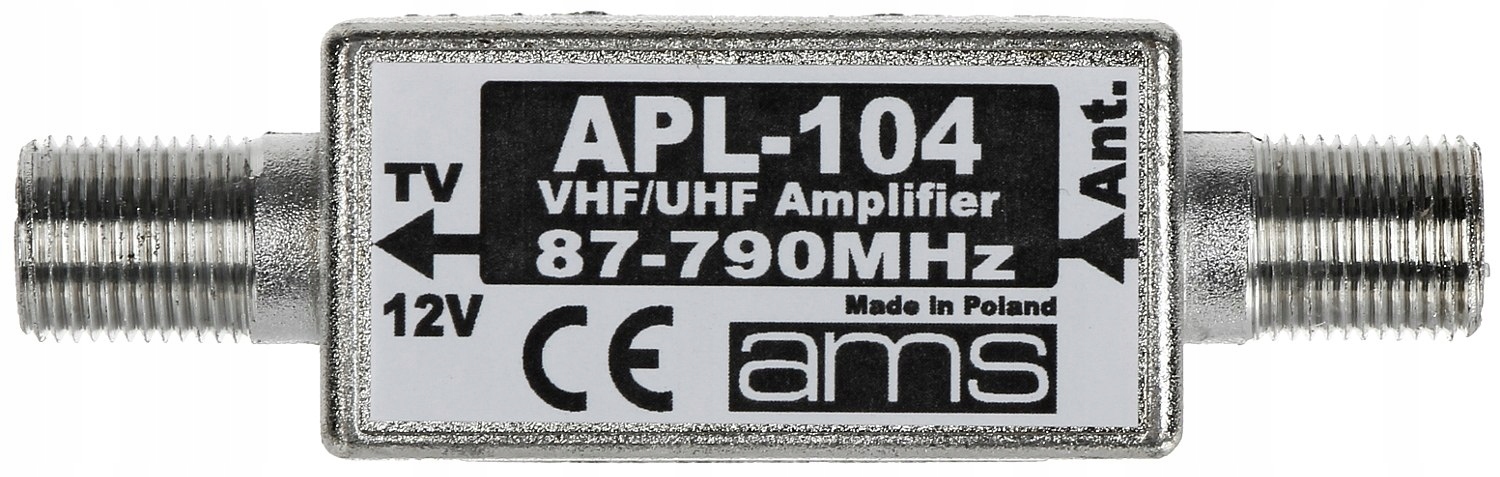 APL-104
VHF/UHF Amplifier
87-790MHz
TV
12V
Ant.
Made in Poland
CE
ams